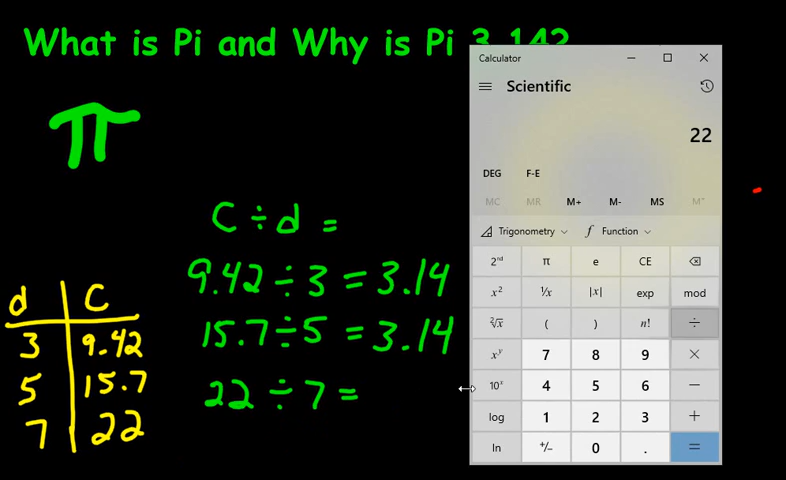 What is Pi and Why is Pi 3.14?
π
C ÷ d =
9.42 ÷ 3 = 3.14
15.7 ÷ 5 = 3.14
22 ÷ 7 =
d C
3 9.42
5 15.7
7 22
Calculator
Scientific
22
DEG F-E
MC MR M+ M- MS M˅
Trigonometry Function
2ⁿᵈ π e CE
x² ¹/x |x| exp mod
²√x ( ) n! ÷
xʸ 7 8 9 ×
10ˣ 4 5 6 −
log 1 2 3 +
ln +/− 0 . =